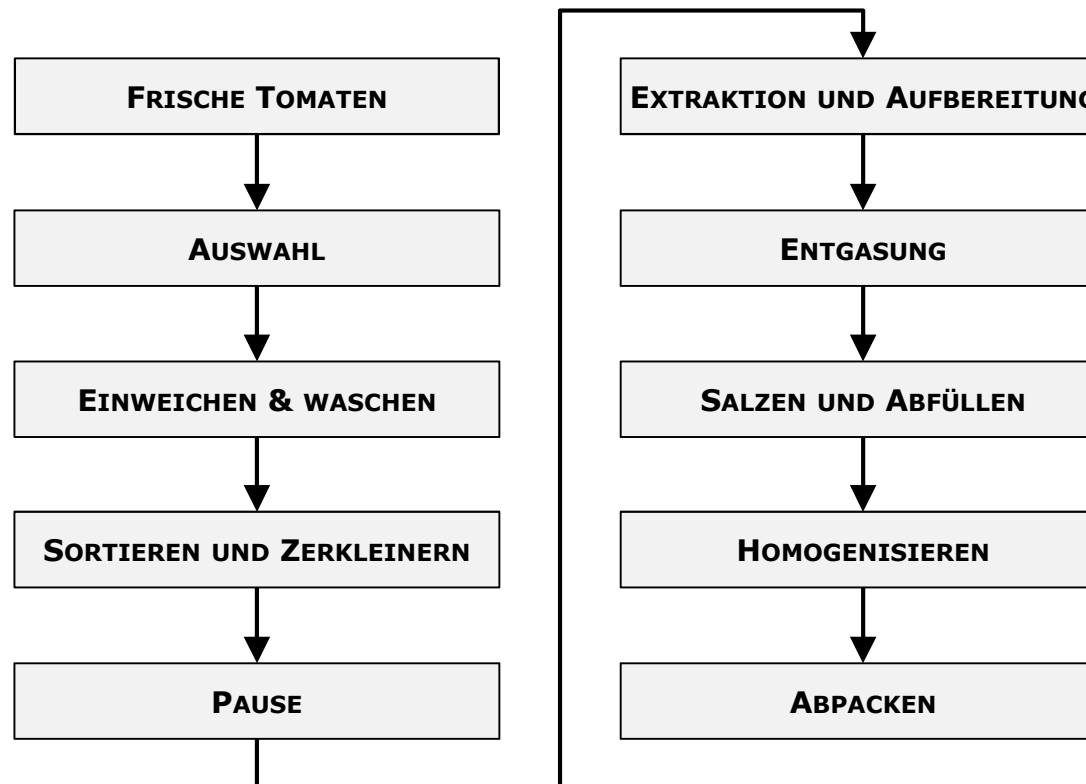 Frische Tomaten
Auswahl
Einweichen & waschen
Sortieren und Zerkleinern
Pause
Extraktion und Aufbereitung
Entgasung
Salzen und Abfüllen
Homogenisieren
Abpacken